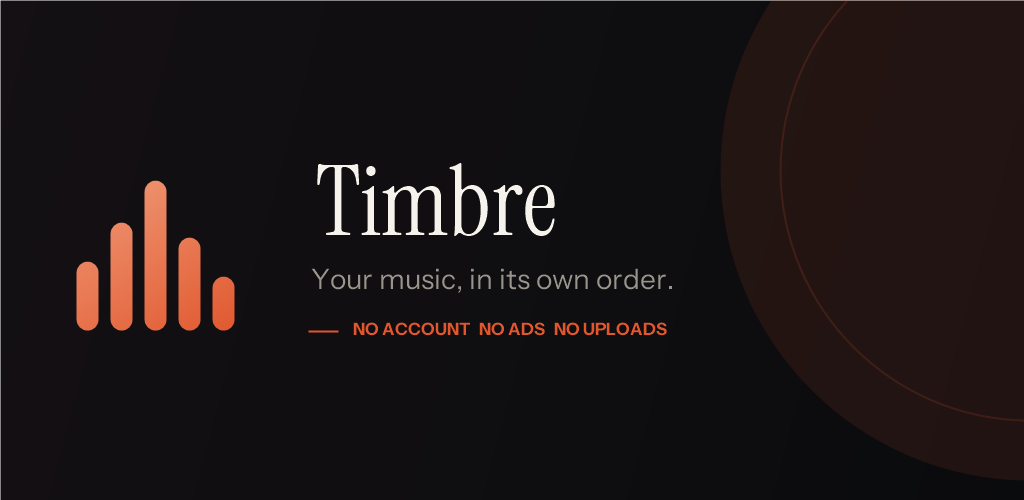 Timbre
Your music, in its own order.
NO ACCOUNT NO ADS NO UPLOADS